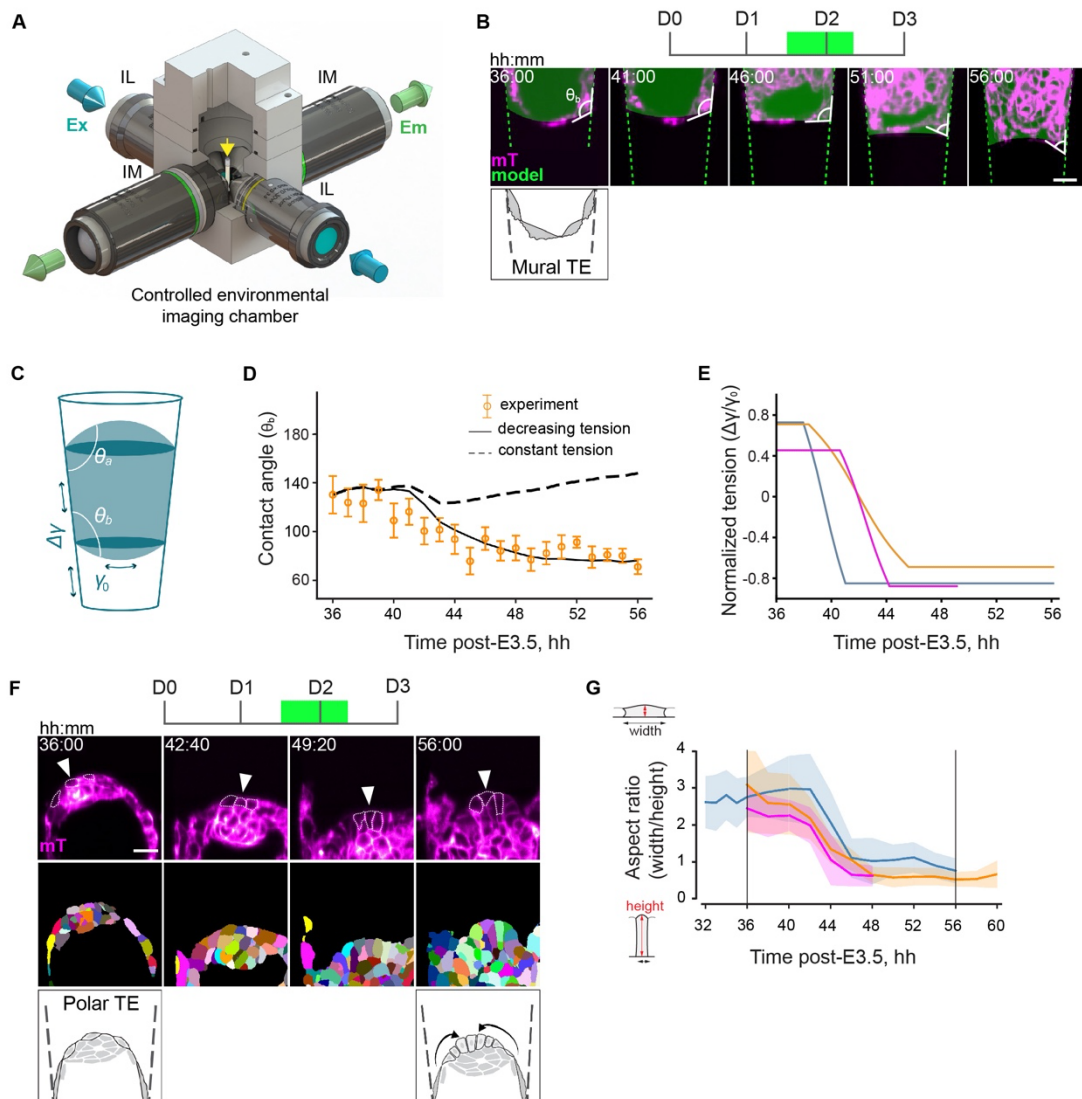 A
IL
IM
Ex
Em
IM
IL
Controlled environmental
imaging chamber
B
D0 D1 D2 D3
hh:mm
36:00 41:00 46:00 51:00 56:00
θb
mT
model
Mural TE
C
θa
θb
Δγ
γ0
D
experiment
decreasing tension
constant tension
Contact angle (θb)
180
140
100
60
36 40 44 48 52 56
Time post-E3.5, hh
E
Normalized tension (Δγ/γ0)
0.8
0.4
0
-0.4
-0.8
36 40 44 48 52 56
Time post-E3.5, hh
F
D0 D1 D2 D3
hh:mm
36:00 42:40 49:20 56:00
mT
Polar TE
G
width
Aspect ratio
(width/height)
4
3
2
1
0
height
32 36 40 44 48 52 56 60
Time post-E3.5, hh